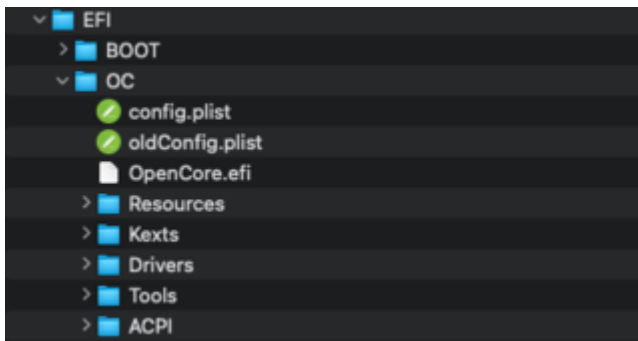 EFI
BOOT
OC
config.plist
oldConfig.plist
OpenCore.efi
Resources
Kexts
Drivers
Tools
ACPI